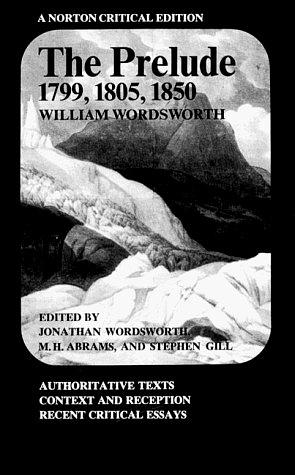 A NORTON CRITICAL EDITION
The Prelude
1799, 1805, 1850
WILLIAM WORDSWORTH
EDITED BY
JONATHAN WORDSWORTH,
M. H. ABRAMS, AND STEPHEN GILL
AUTHORITATIVE TEXTS
CONTEXT AND RECEPTION
RECENT CRITICAL ESSAYS